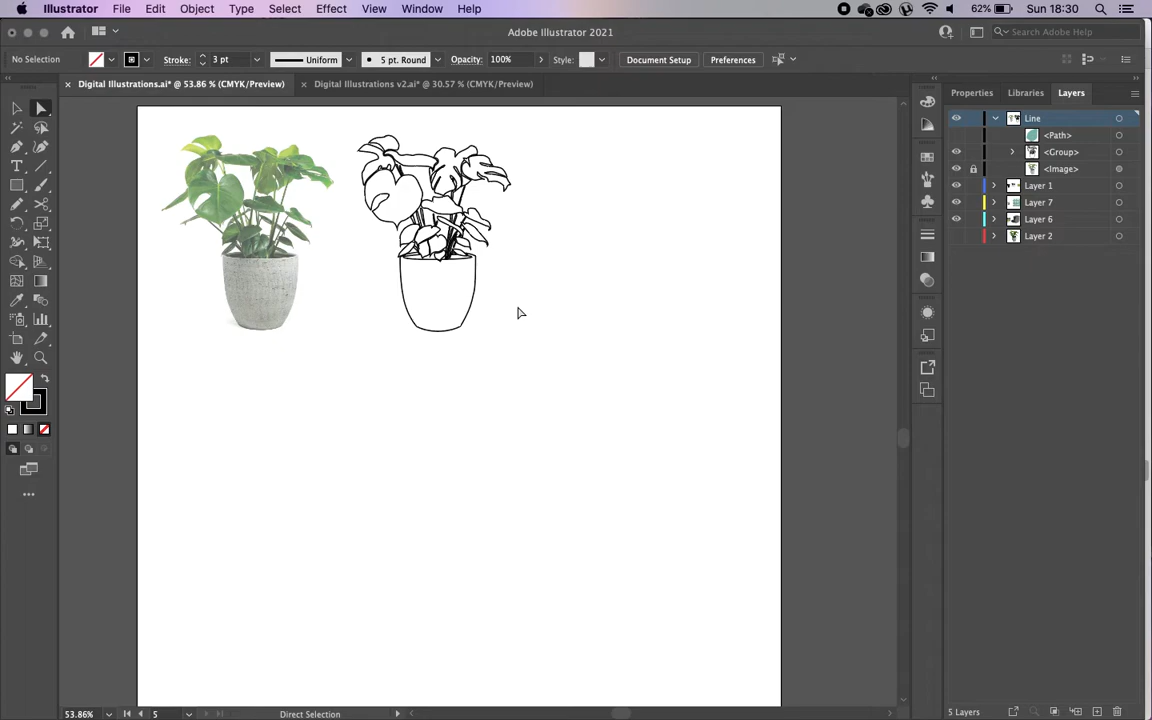 Illustrator File Edit Object Type Select Effect View Window Help 62% Sun 18:30
Adobe Illustrator 2021
Search Adobe Help
No Selection Stroke: 3 pt Uniform 5 pt. Round Opacity: 100% Style: Document Setup Preferences
× Digital Illustrations.ai* @ 53.86 % (CMYK/Preview) × Digital Illustrations v2.ai* @ 30.57 % (CMYK/Preview)
Properties Libraries Layers
Line
<Path>
<Group>
<Image>
Layer 1
Layer 7
Layer 6
Layer 2
53.86% 5 Direct Selection
5 Layers